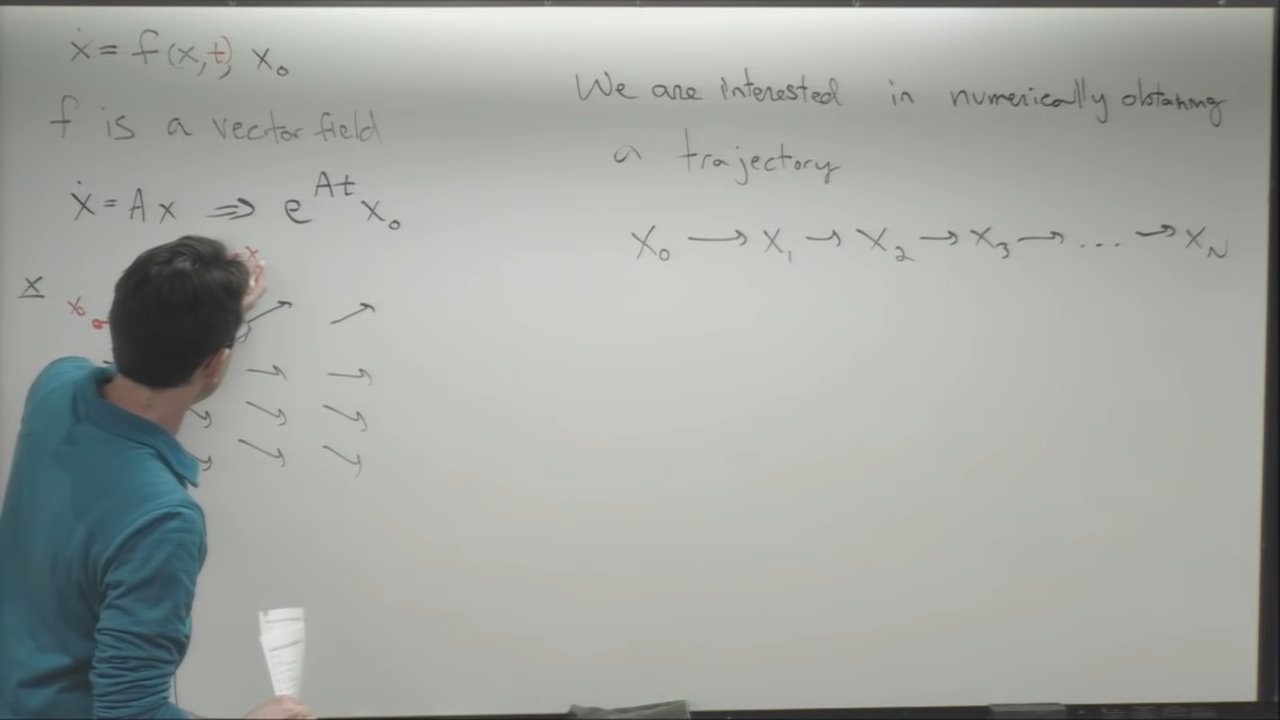 ẋ = f(x,t), x₀
f is a vector field
ẋ = Ax ⇒ e^{At} x₀
x
x₀
x
We are interested in numerically obtaining
a trajectory
x₀ → x₁ → x₂ → x₃ → ... → x_N